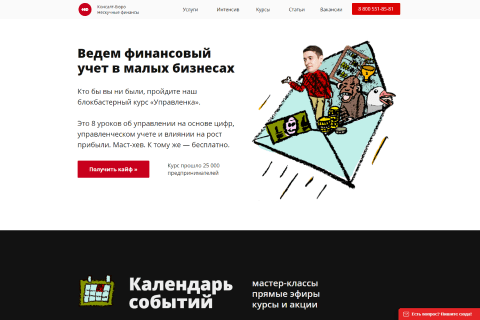 Консалт-бюро
Нескучные финансы
Услуги
Интенсив
Курсы
Статьи
Вакансии
8 800 551-85-81
Ведем финансовый
учет в малых бизнесах
Кто бы вы ни были, пройдите наш
блокбастерный курс «Управленка».
Это 8 уроков об управлении на основе цифр,
управленческом учете и влиянии на рост
прибыли. Маст-хев. К тому же — бесплатно.
Получить кайф »
Курс прошло 25 000
предпринимателей
Календарь
событий
мастер-классы
прямые эфиры
курсы и акции
Есть вопрос? Пишите сюда!